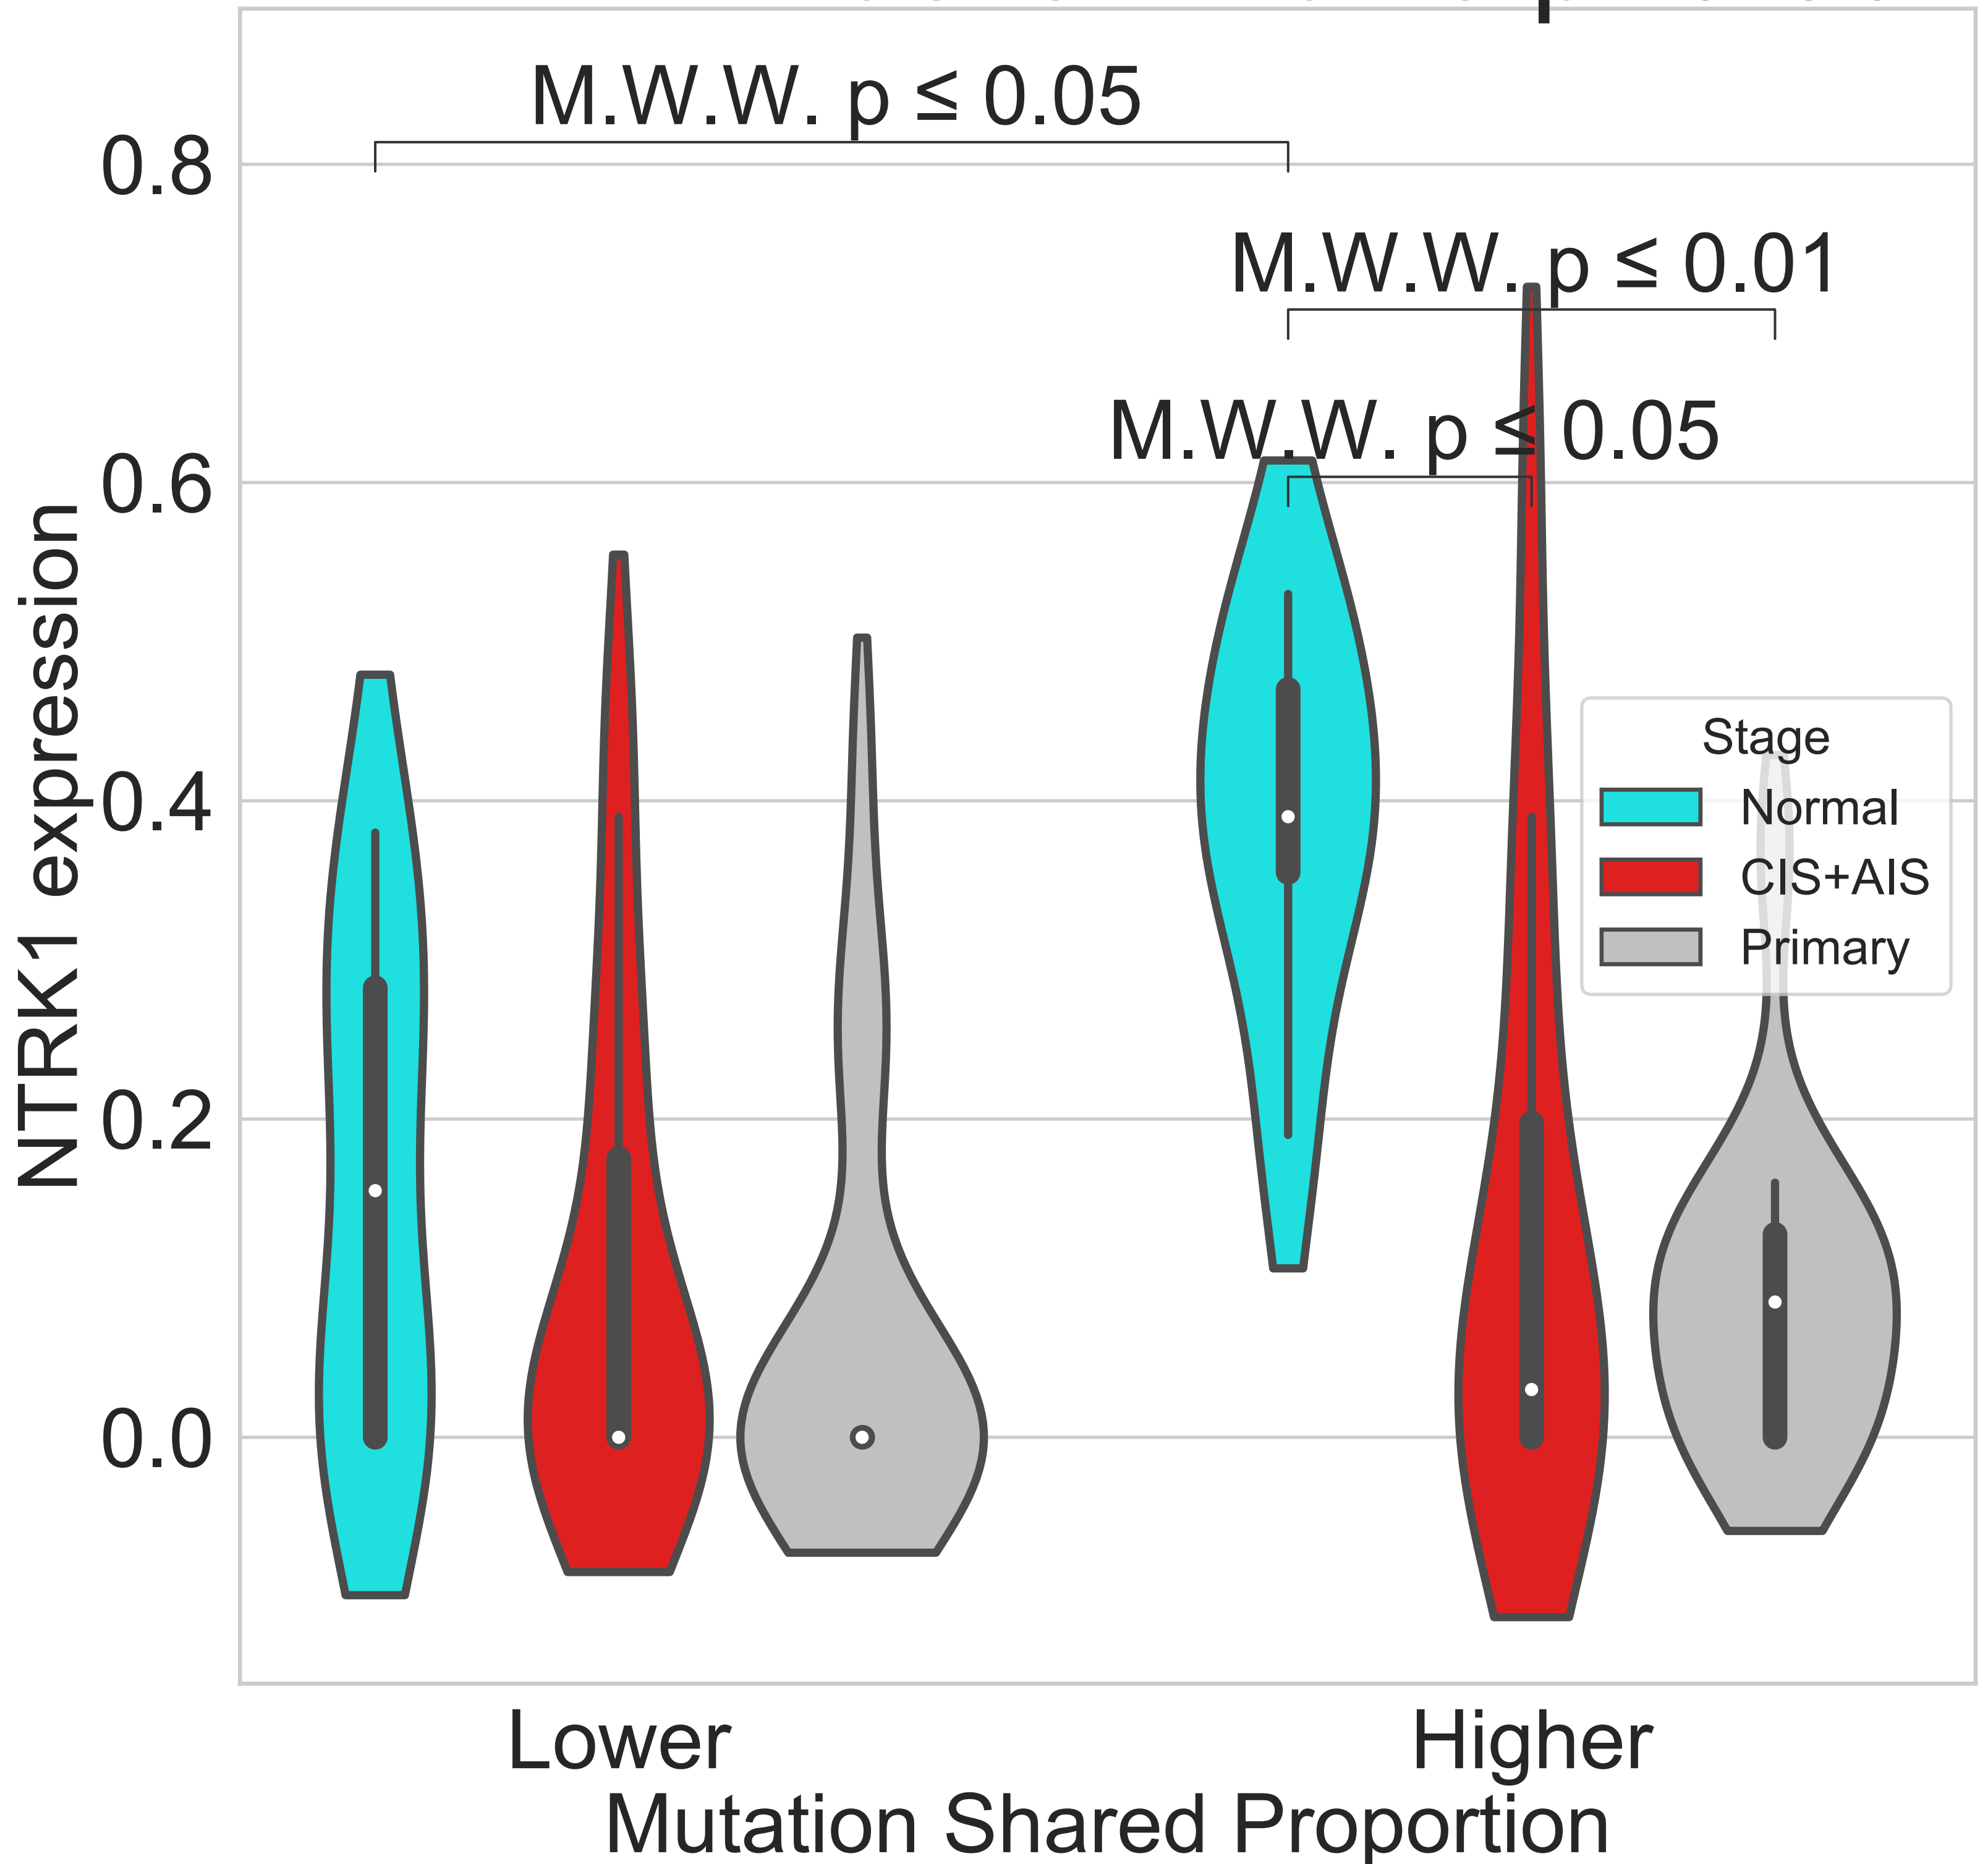 M.W.W. p ≤ 0.05
0.8
M.W.W. p ≤ 0.01
M.W.W. p ≤ 0.05
0.6
0.4
0.2
0.0
NTRK1 expression
Stage
Normal
CIS+AIS
Primary
Lower
Higher
Mutation Shared Proportion